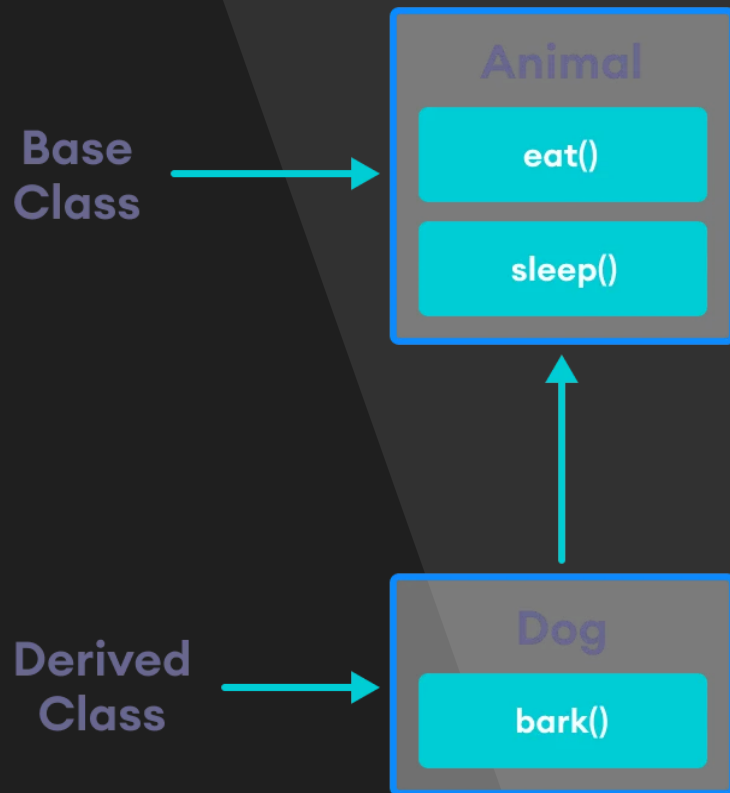 Animal
Base
Class
eat()
sleep()
Derived
Class
Dog
bark()